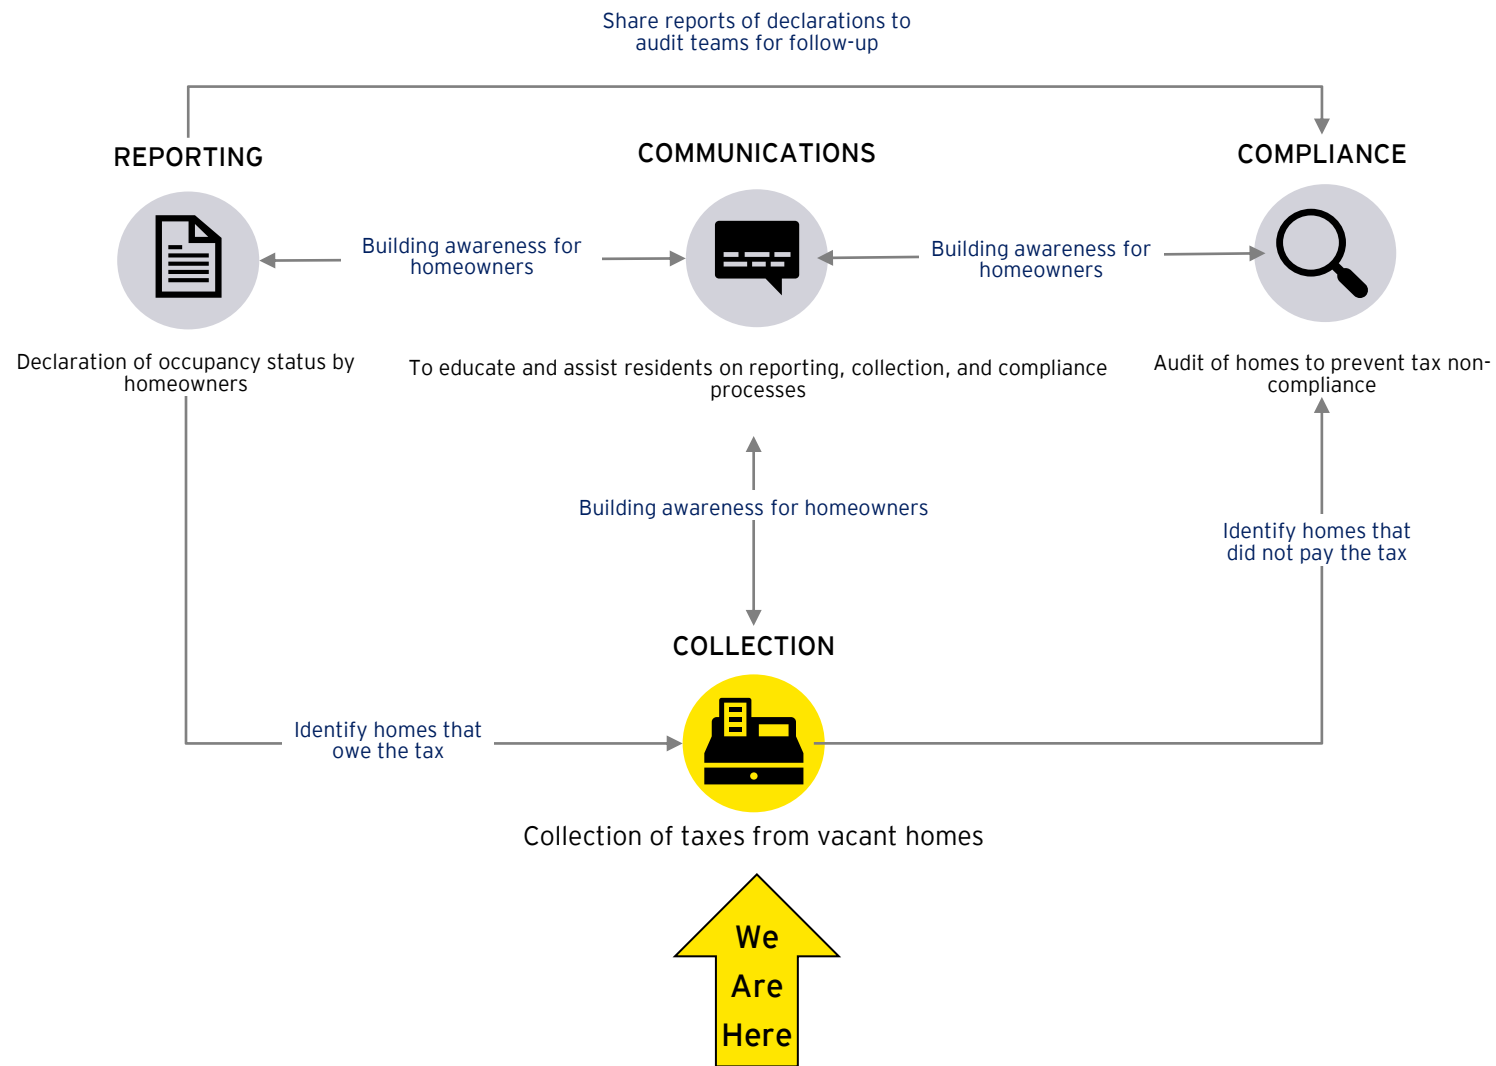 Share reports of declarations to
audit teams for follow-up
REPORTING
COMMUNICATIONS
COMPLIANCE
Building awareness for
homeowners
Building awareness for
homeowners
Declaration of occupancy status by
homeowners
To educate and assist residents on reporting, collection, and compliance
processes
Audit of homes to prevent tax non-
compliance
Building awareness for homeowners
Identify homes that
did not pay the tax
COLLECTION
Identify homes that
owe the tax
Collection of taxes from vacant homes
We
Are
Here